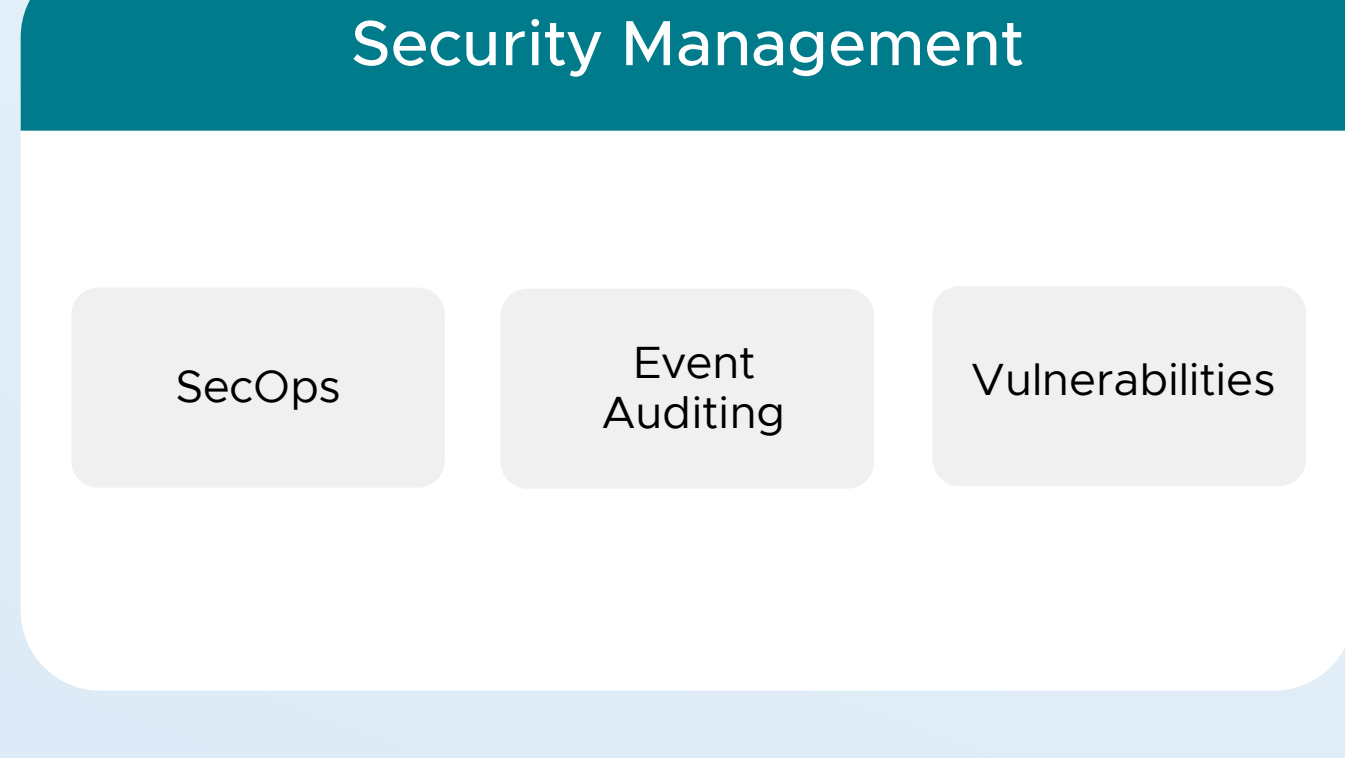 Security Management
SecOps
Event
Auditing
Vulnerabilities